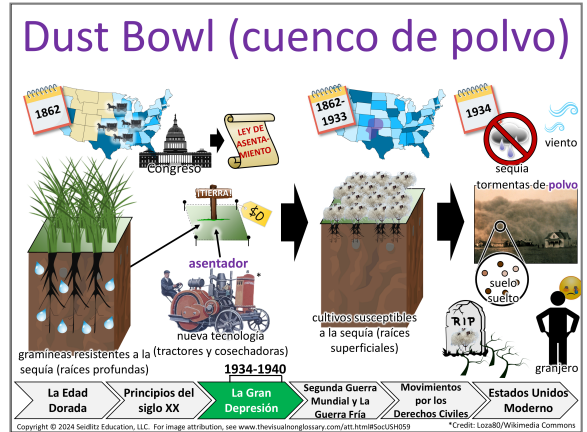 Dust Bowl (cuenco de polvo)
1862
Congreso
LEY DE
ASENTA-
MIENTO
1862-
1933
1934
sequía
viento
¡TIERRA!
$0
asentador
*
nueva tecnología
(tractores y cosechadoras)
gramíneas resistentes a la
sequía (raíces profundas)
cultivos susceptibles
a la sequía (raíces
superficiales)
tormentas de polvo
suelo
suelto
RIP
granjero
1934-1940
La Edad
Dorada
Principios del
siglo XX
La Gran
Depresión
Segunda Guerra
Mundial y La
Guerra Fría
Movimientos
por los
Derechos Civiles
Estados Unidos
Moderno
Copyright © 2024 Seidlitz Education, LLC. For image attribution, see www.thevisualnonglossary.com/att.html#SocUSH059
*Credit: Loza80/Wikimedia Commons